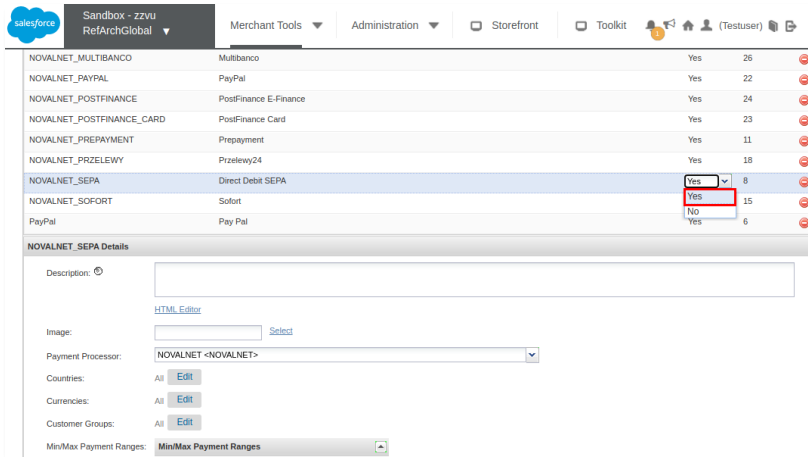 salesforce
Sandbox - zzvu
RefArchGlobal
Merchant Tools
Administration
Storefront
Toolkit
1
(Testuser)
NOVALNET_MULTIBANCO Multibanco Yes 26
NOVALNET_PAYPAL PayPal Yes 22
NOVALNET_POSTFINANCE PostFinance E-Finance Yes 24
NOVALNET_POSTFINANCE_CARD PostFinance Card Yes 23
NOVALNET_PREPAYMENT Prepayment Yes 11
NOVALNET_PRZELEWY Przelewy24 Yes 18
NOVALNET_SEPA Direct Debit SEPA Yes 8
Yes
NOVALNET_SOFORT Sofort 15
No
PayPal Pay Pal Yes 6
NOVALNET_SEPA Details
Description:
HTML Editor
Image: Select
Payment Processor: NOVALNET <NOVALNET>
Countries: All Edit
Currencies: All Edit
Customer Groups: All Edit
Min/Max Payment Ranges: Min/Max Payment Ranges